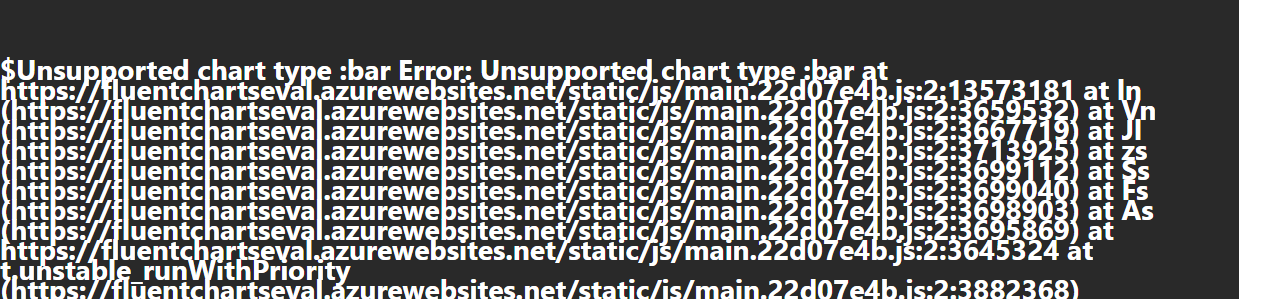 $Unsupported chart type :bar Error: Unsupported chart type :bar at
https://fluentchartseval.azurewebsites.net/static/js/main.22d07e4b.js:2:13573181 at In
(https://fluentchartseval.azurewebsites.net/static/js/main.22d07e4b.js:2:3659532) at Vn
(https://fluentchartseval.azurewebsites.net/static/js/main.22d07e4b.js:2:3667719) at Jl
(https://fluentchartseval.azurewebsites.net/static/js/main.22d07e4b.js:2:3713925) at zs
(https://fluentchartseval.azurewebsites.net/static/js/main.22d07e4b.js:2:3699112) at Ss
(https://fluentchartseval.azurewebsites.net/static/js/main.22d07e4b.js:2:3699040) at Fs
(https://fluentchartseval.azurewebsites.net/static/js/main.22d07e4b.js:2:3698903) at As
(https://fluentchartseval.azurewebsites.net/static/js/main.22d07e4b.js:2:3695869) at
https://fluentchartseval.azurewebsites.net/static/js/main.22d07e4b.js:2:3645324 at
t.unstable_runWithPriority
(https://fluentchartseval.azurewebsites.net/static/js/main.22d07e4b.js:2:3882368)